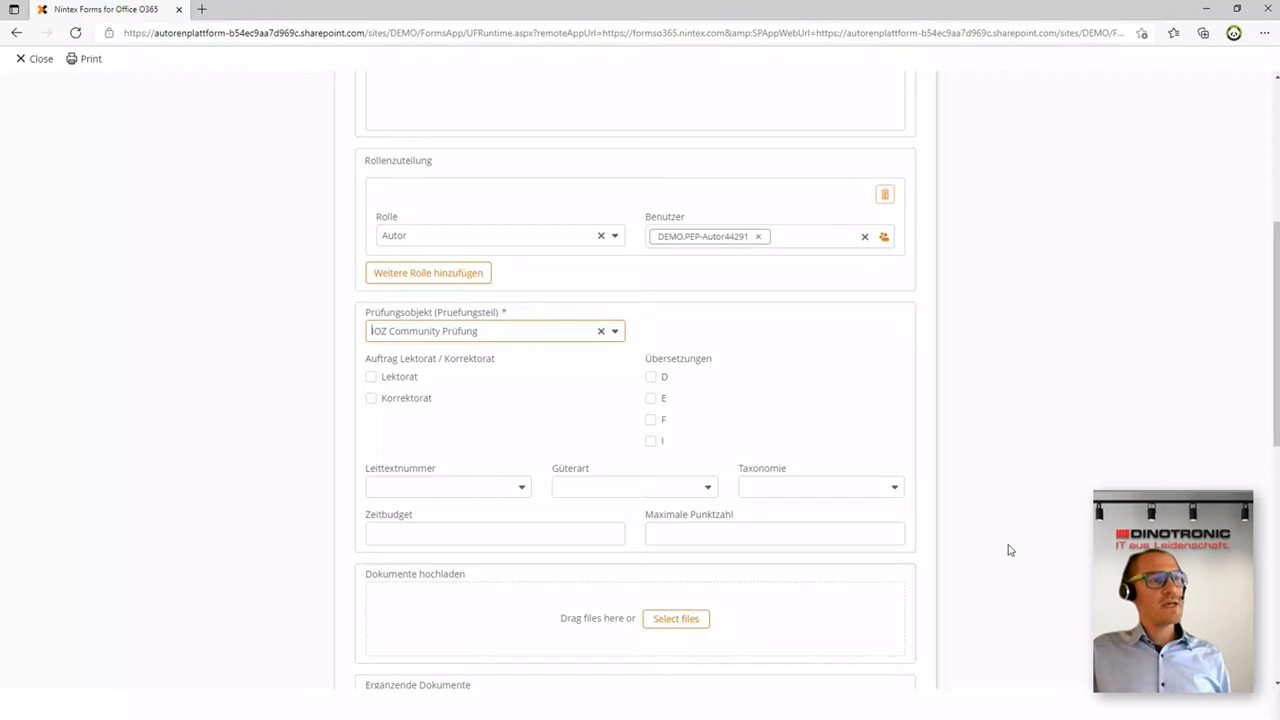 Nintex Forms for Office O365
https://autorenplattform-b54ec9aa7d969c.sharepoint.com/sites/DEMO/FormsApp/UFRuntime.aspx?remoteAppUrl=https://formso365.nintex.com&amp;SPAppWebUrl=https://autorenplattform-b54ec9aa7d969c.sharepoint.com/sites/DEMO/F...
Close Print
Rollenzuteilung
Rolle Benutzer
Autor DEMO.PEP-Autor44291
Weitere Rolle hinzufügen
Prüfungsobjekt (Pruefungsteil) *
IOZ Community Prüfung
Auftrag Lektorat / Korrektorat Übersetzungen
Lektorat D
Korrektorat E
F
I
Leittextnummer Güterart Taxonomie
Zeitbudget Maximale Punktzahl
DINOTRONIC
IT aus Leidenschaft.
Dokumente hochladen
Drag files here or Select files
Ergänzende Dokumente